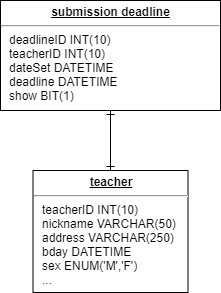 submission deadline
deadlineID INT(10)
teacherID INT(10)
dateSet DATETIME
deadline DATETIME
show BIT(1)
teacher
teacherID INT(10)
nickname VARCHAR(50)
address VARCHAR(250)
bday DATETIME
sex ENUM('M','F')
...